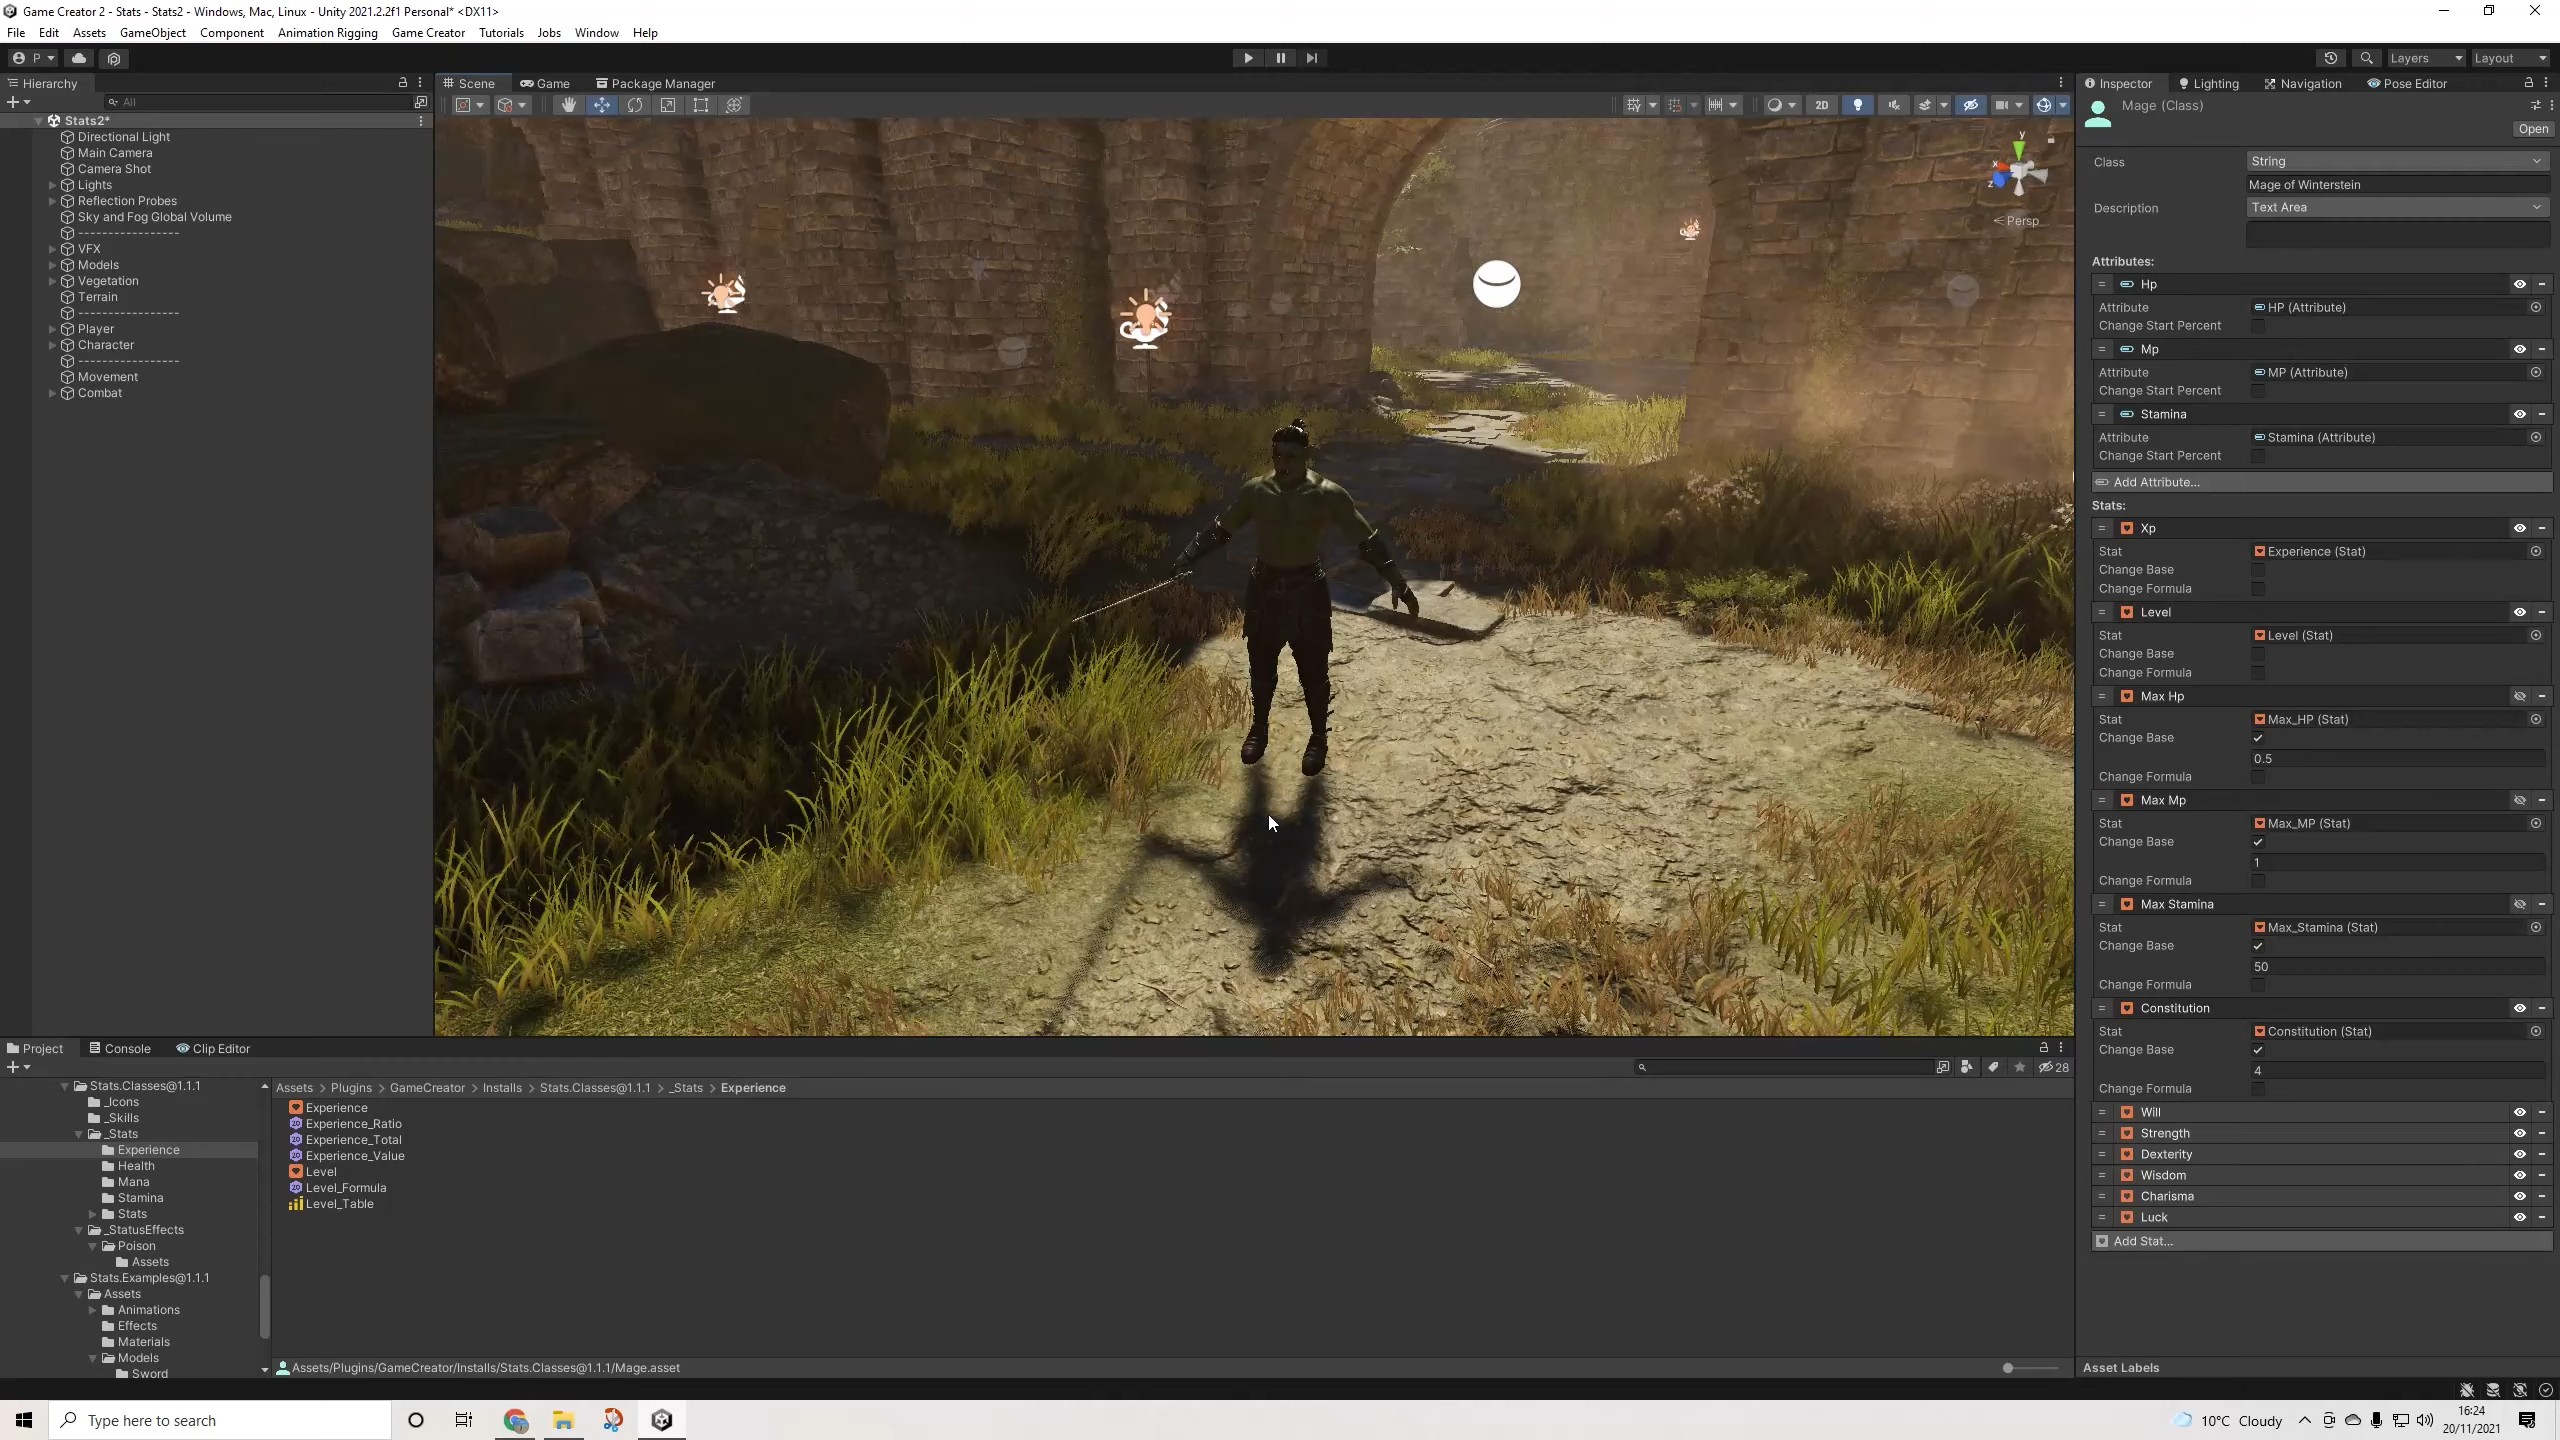 Game Creator 2 - Stats - Stats2 - Windows, Mac, Linux - Unity 2021.2.2f1 Personal* <DX11>
File Edit Assets GameObject Component Animation Rigging Game Creator Tutorials Jobs Window Help
P Layers Layout
Hierarchy
All
Stats2*
Directional Light
Main Camera
Camera Shot
Lights
Reflection Probes
Sky and Fog Global Volume
-----------------
VFX
Models
Vegetation
Terrain
-----------------
Player
Character
-----------------
Movement
Combat
Scene Game Package Manager
2D
y
x
z
Persp
Inspector Lighting Navigation Pose Editor
Mage (Class)
Open
Class String
Mage of Winterstein
Description Text Area
Attributes:
Hp
Attribute HP (Attribute)
Change Start Percent
Mp
Attribute MP (Attribute)
Change Start Percent
Stamina
Attribute Stamina (Attribute)
Change Start Percent
Add Attribute...
Stats:
Xp
Stat Experience (Stat)
Change Base
Change Formula
Level
Stat Level (Stat)
Change Base
Change Formula
Max Hp
Stat Max_HP (Stat)
Change Base
0.5
Change Formula
Max Mp
Stat Max_MP (Stat)
Change Base
1
Change Formula
Max Stamina
Stat Max_Stamina (Stat)
Change Base
50
Change Formula
Constitution
Stat Constitution (Stat)
Change Base
4
Change Formula
Will
Strength
Dexterity
Wisdom
Charisma
Luck
Add Stat...
Asset Labels
Project Console Clip Editor
28
Stats.Classes@1.1.1
_Icons
_Skills
_Stats
Experience
Health
Mana
Stamina
Stats
_StatusEffects
Poison
Assets
Stats.Examples@1.1.1
Assets
Animations
Effects
Materials
Models
Sword
Assets > Plugins > GameCreator > Installs > Stats.Classes@1.1.1 > _Stats > Experience
Experience
Experience_Ratio
Experience_Total
Experience_Value
Level
Level_Formula
Level_Table
Assets/Plugins/GameCreator/Installs/Stats.Classes@1.1.1/Mage.asset
Type here to search
10°C Cloudy
16:24
20/11/2021